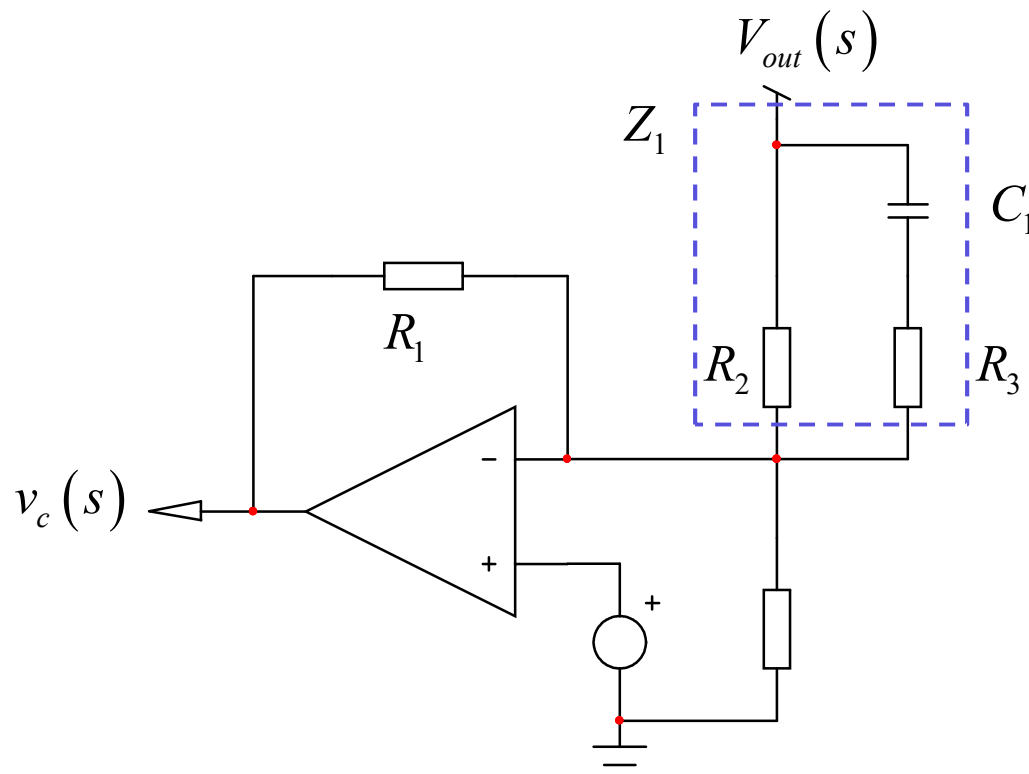 V_out (s)
Z_1
C_1
R_1
R_2
R_3
-
v_c (s)
+
+